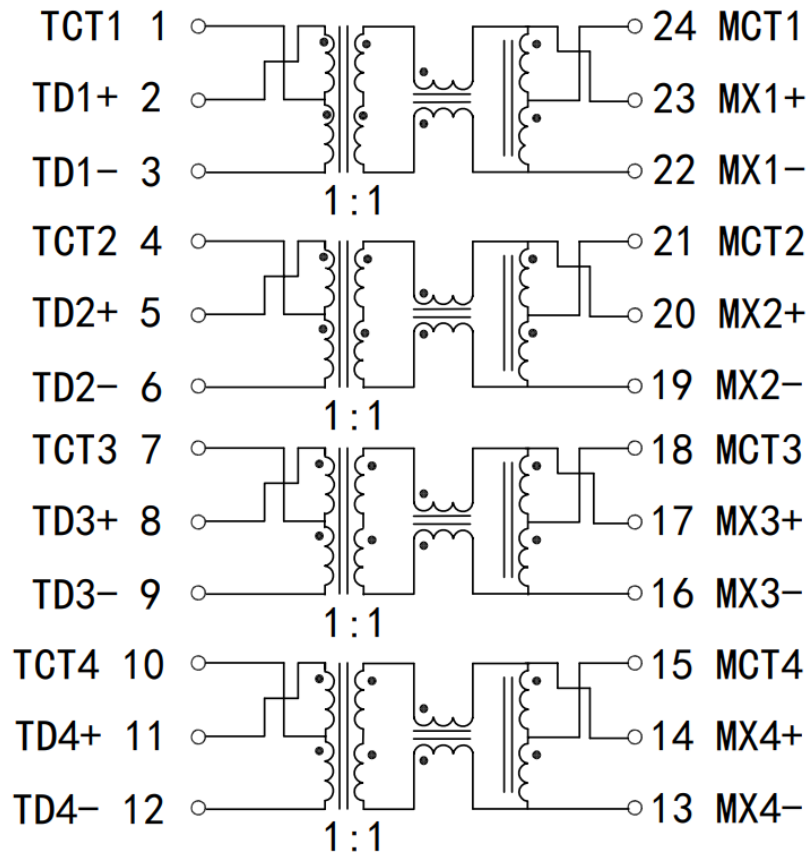 TCT1 1 24 MCT1
TD1+ 2 23 MX1+
TD1- 3 22 MX1-
1:1
TCT2 4 21 MCT2
TD2+ 5 20 MX2+
TD2- 6 19 MX2-
1:1
TCT3 7 18 MCT3
TD3+ 8 17 MX3+
TD3- 9 16 MX3-
1:1
TCT4 10 15 MCT4
TD4+ 11 14 MX4+
TD4- 12 13 MX4-
1:1